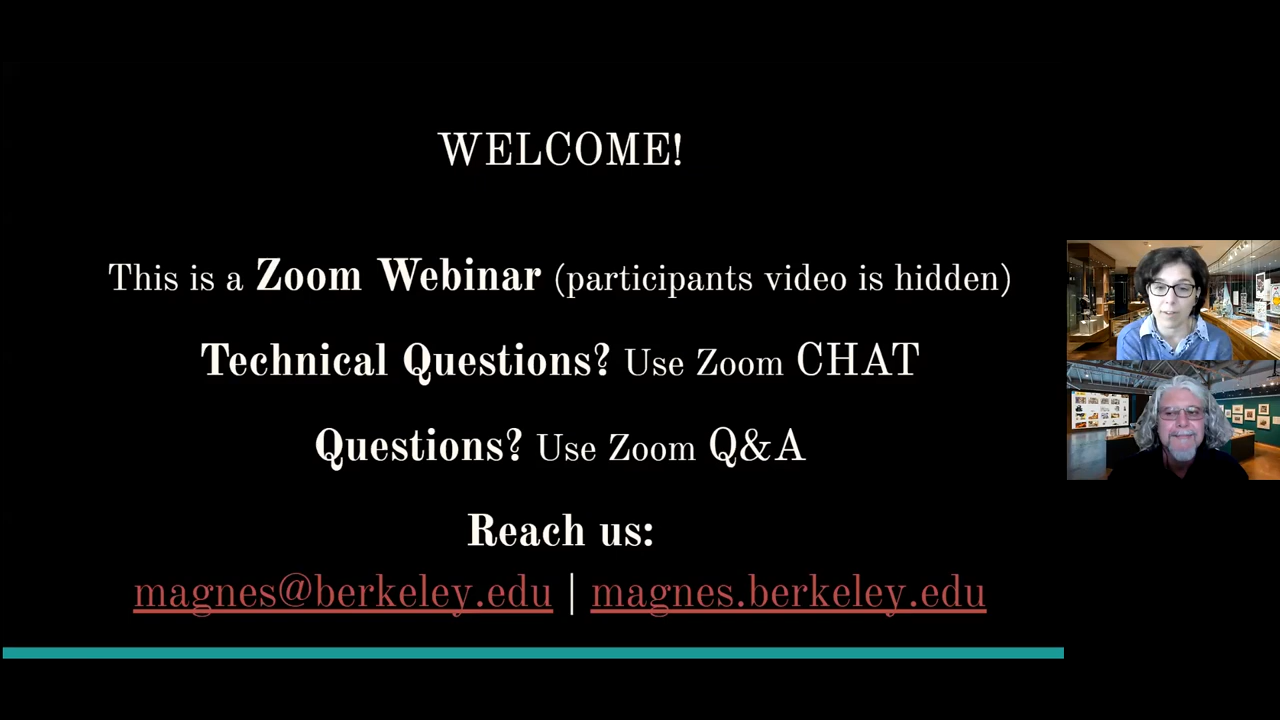 WELCOME!
This is a Zoom Webinar (participants video is hidden)
Technical Questions? Use Zoom CHAT
Questions? Use Zoom Q&A
Reach us:
magnes@berkeley.edu | magnes.berkeley.edu